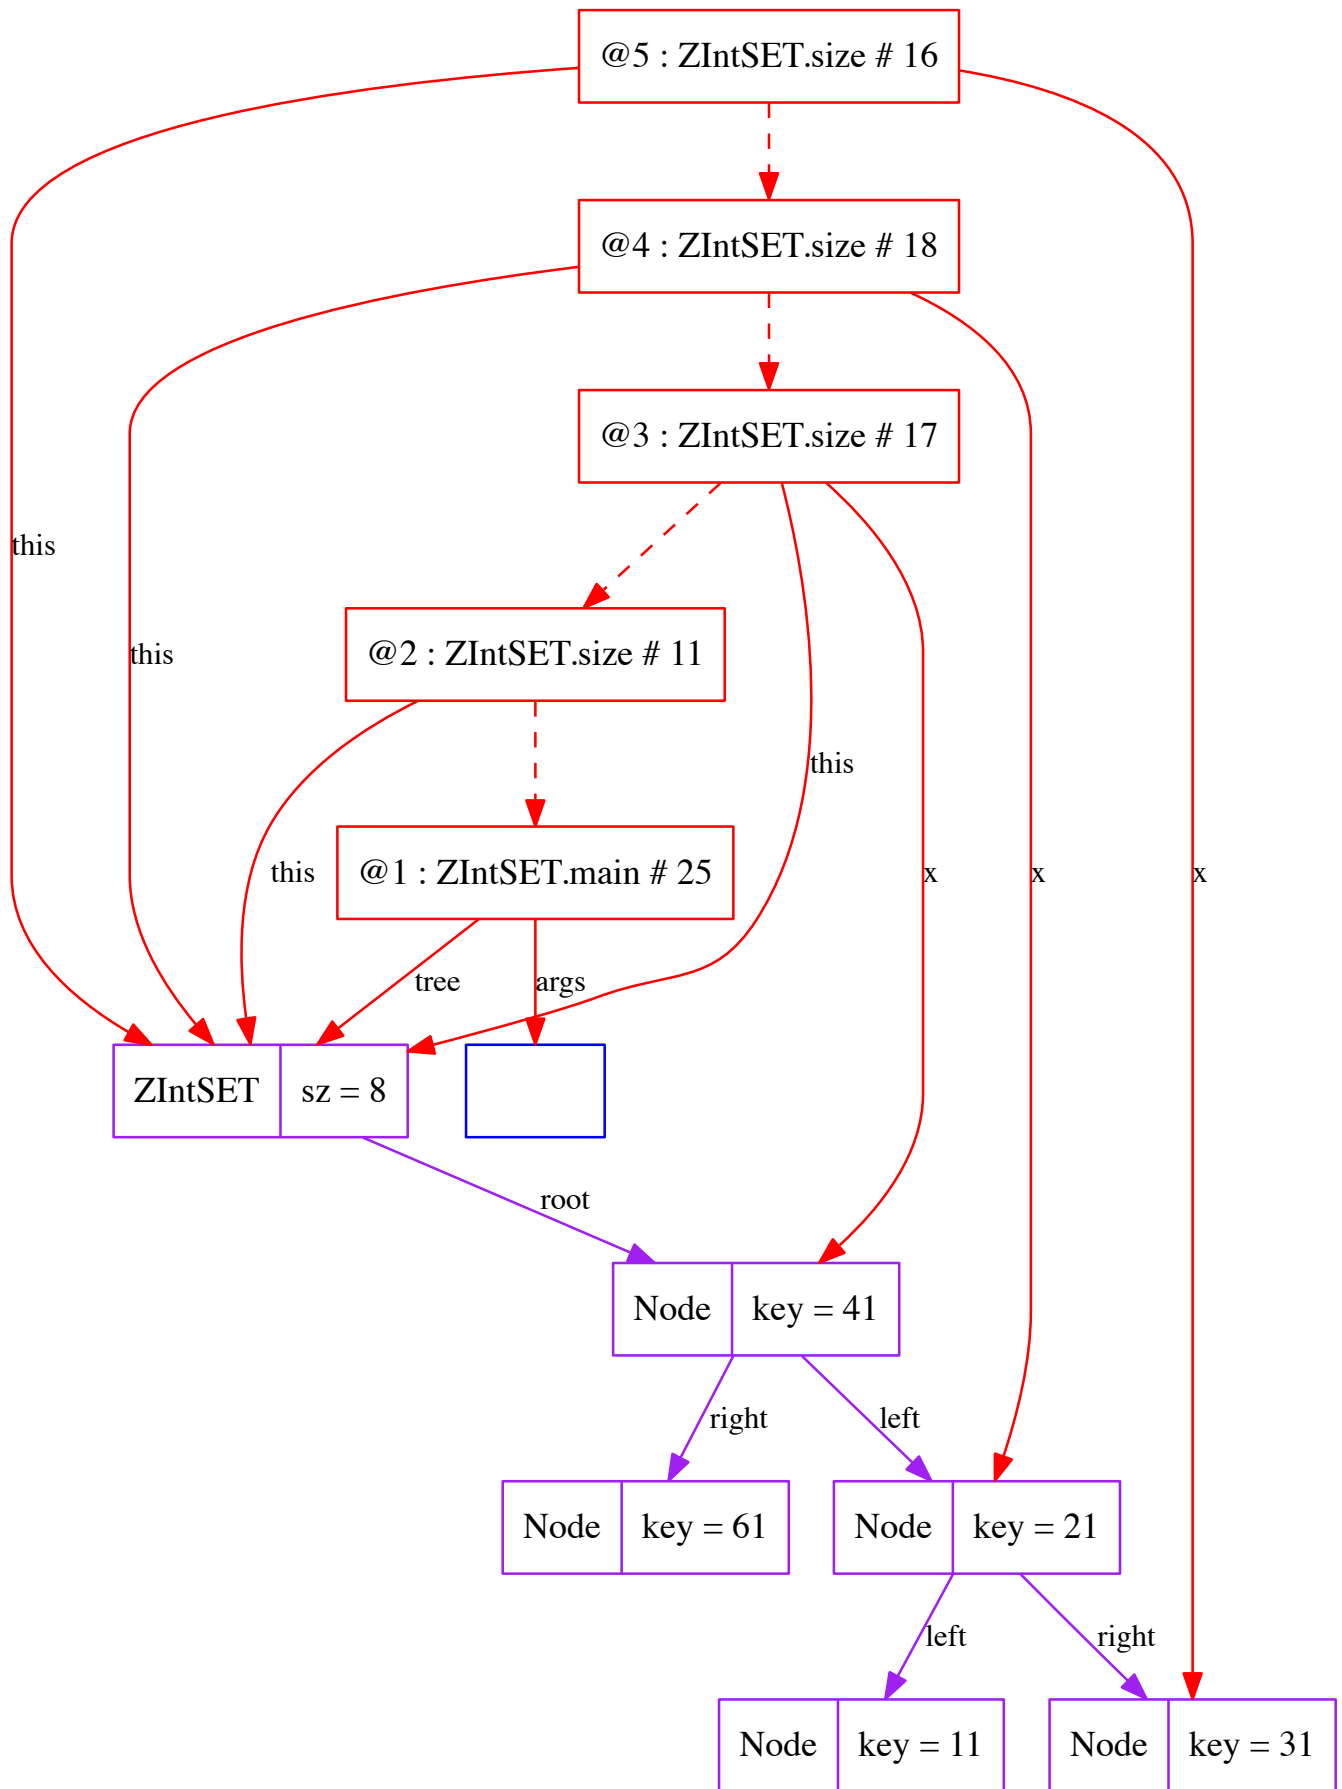 @5 : ZIntSET.size # 16
@4 : ZIntSET.size # 18
@3 : ZIntSET.size # 17
this
@2 : ZIntSET.size # 11
this
this
@1 : ZIntSET.main # 25
this
x
x
x
tree
args
ZIntSET
sz = 8
root
Node
key = 41
right
left
Node
key = 61
Node
key = 21
left
right
Node
key = 11
Node
key = 31